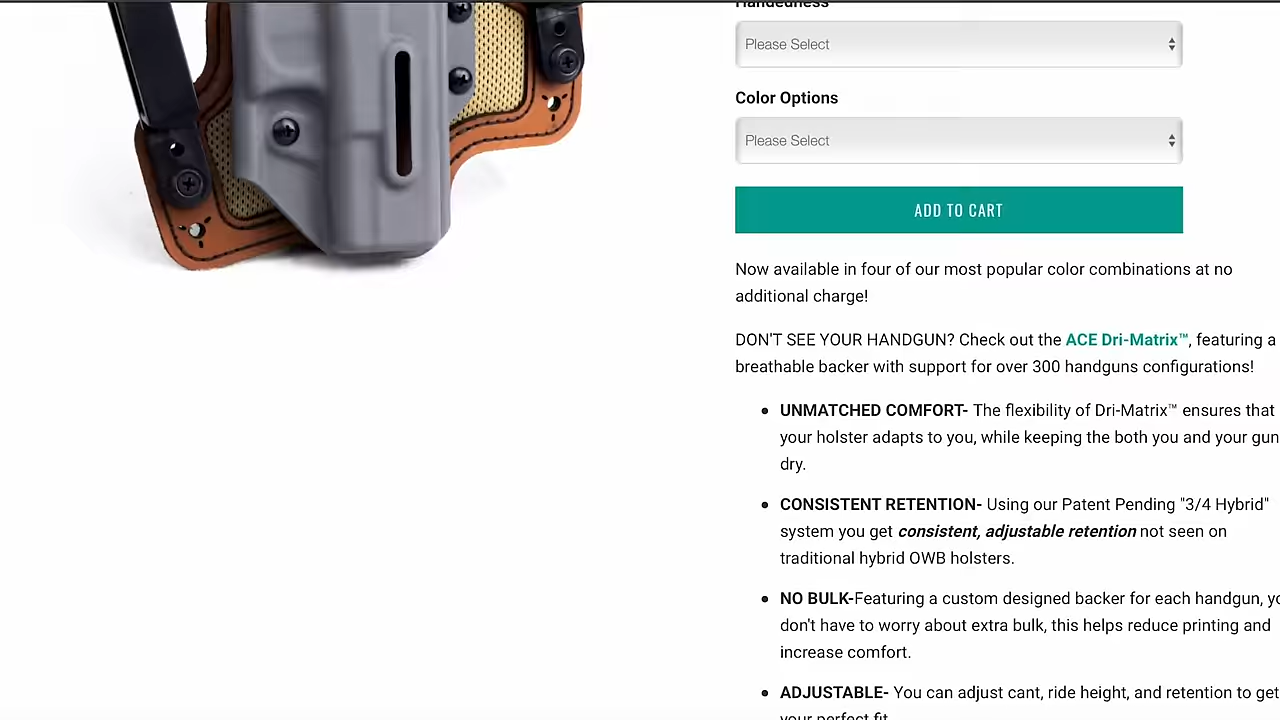 Handedness
Please Select
Color Options
Please Select
ADD TO CART
Now available in four of our most popular color combinations at no
additional charge!
DON'T SEE YOUR HANDGUN? Check out the ACE Dri-Matrix™, featuring a
breathable backer with support for over 300 handguns configurations!
• UNMATCHED COMFORT- The flexibility of Dri-Matrix™ ensures that
your holster adapts to you, while keeping the both you and your gun
dry.
• CONSISTENT RETENTION- Using our Patent Pending "3/4 Hybrid"
system you get consistent, adjustable retention not seen on
traditional hybrid OWB holsters.
• NO BULK-Featuring a custom designed backer for each handgun,
don't have to worry about extra bulk, this helps reduce printing and
increase comfort.
• ADJUSTABLE- You can adjust cant, ride height, and retention to get
your perfect fit